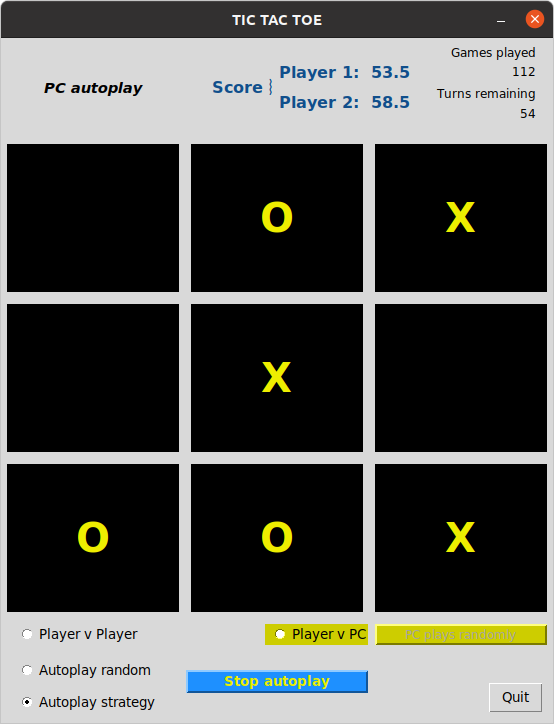 TIC TAC TOE
PC autoplay
Score
Player 1: 53.5
Player 2: 58.5
Games played
112
Turns remaining
54
O X
X
O O X
Player v Player
Player v PC
PC plays randomly
Autoplay random
Stop autoplay
Autoplay strategy
Quit